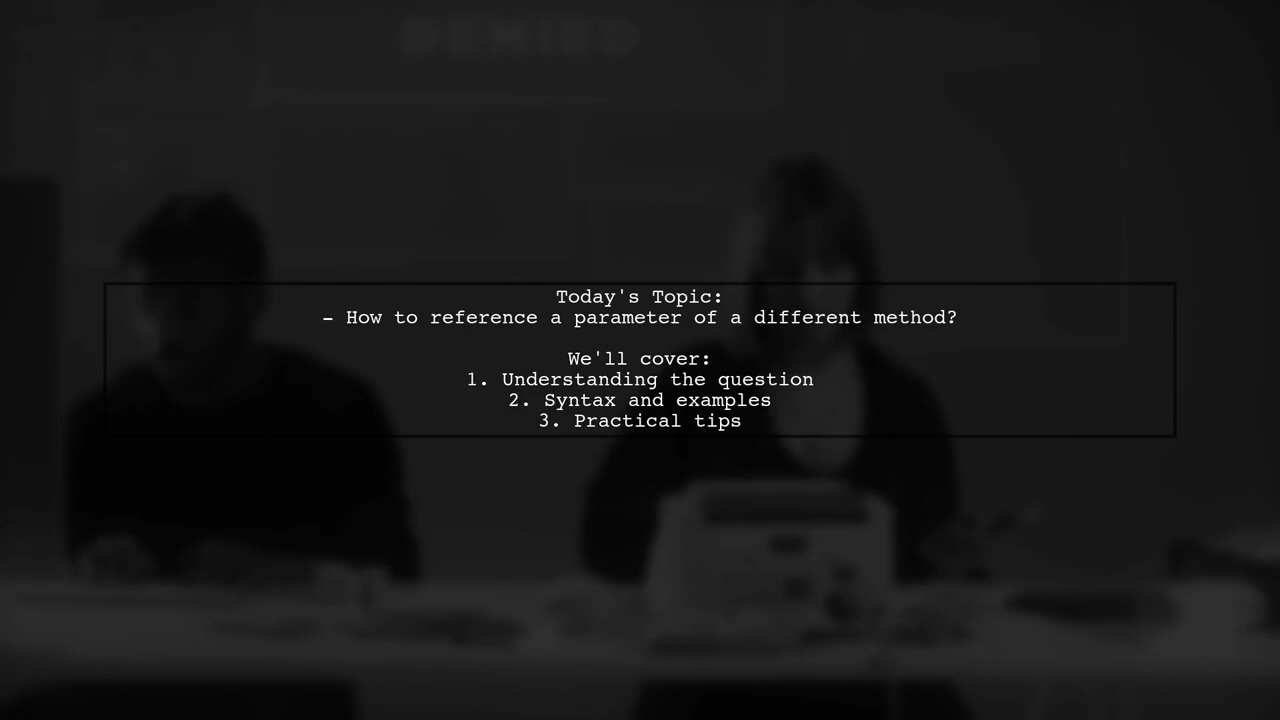 Today's Topic:
- How to reference a parameter of a different method?
We'll cover:
1. Understanding the question
2. Syntax and examples
3. Practical tips